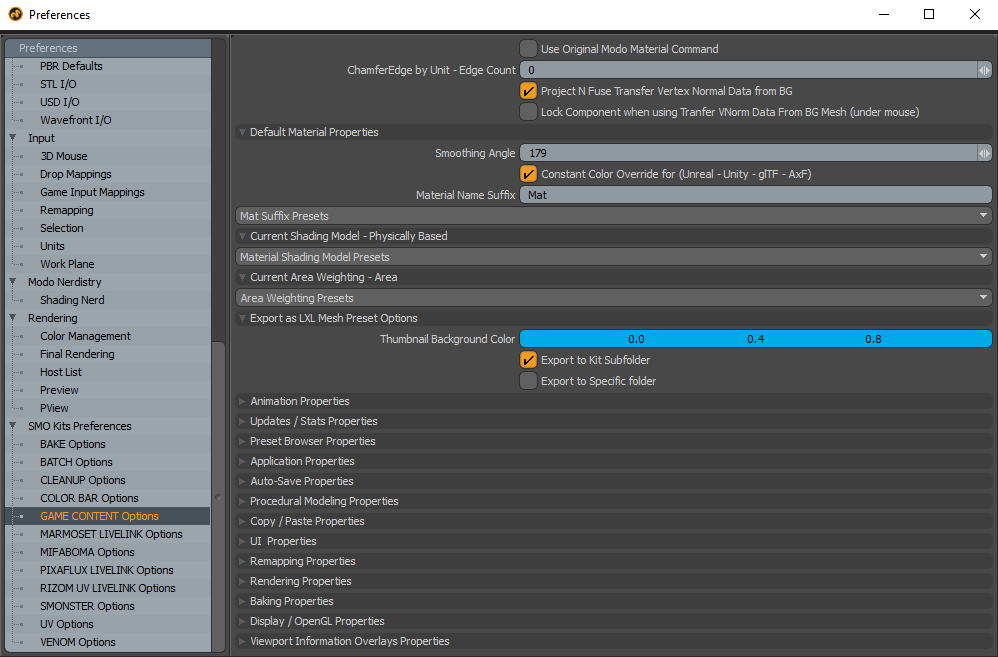 Preferences
Preferences
PBR Defaults
STL I/O
USD I/O
Wavefront I/O
Input
3D Mouse
Drop Mappings
Game Input Mappings
Remapping
Selection
Units
Work Plane
Modo Nerdistry
Shading Nerd
Rendering
Color Management
Final Rendering
Host List
Preview
PView
SMO Kits Preferences
BAKE Options
BATCH Options
CLEANUP Options
COLOR BAR Options
GAME CONTENT Options
MARMOSET LIVELINK Options
MIFABOMA Options
PIXAFLUX LIVELINK Options
RIZOM UV LIVELINK Options
SMONSTER Options
UV Options
VENOM Options
Use Original Modo Material Command
ChamferEdge by Unit - Edge Count 0
Project N Fuse Transfer Vertex Normal Data from BG
Lock Component when using Tranfer VNorm Data From BG Mesh (under mouse)
Default Material Properties
Smoothing Angle 179
Constant Color Override for (Unreal - Unity - glTF - AxF)
Material Name Suffix Mat
Mat Suffix Presets
Current Shading Model - Physically Based
Material Shading Model Presets
Current Area Weighting - Area
Area Weighting Presets
Export as LXL Mesh Preset Options
Thumbnail Background Color 0.0 0.4 0.8
Export to Kit Subfolder
Export to Specific folder
Animation Properties
Updates / Stats Properties
Preset Browser Properties
Application Properties
Auto-Save Properties
Procedural Modeling Properties
Copy / Paste Properties
UI Properties
Remapping Properties
Rendering Properties
Baking Properties
Display / OpenGL Properties
Viewport Information Overlays Properties